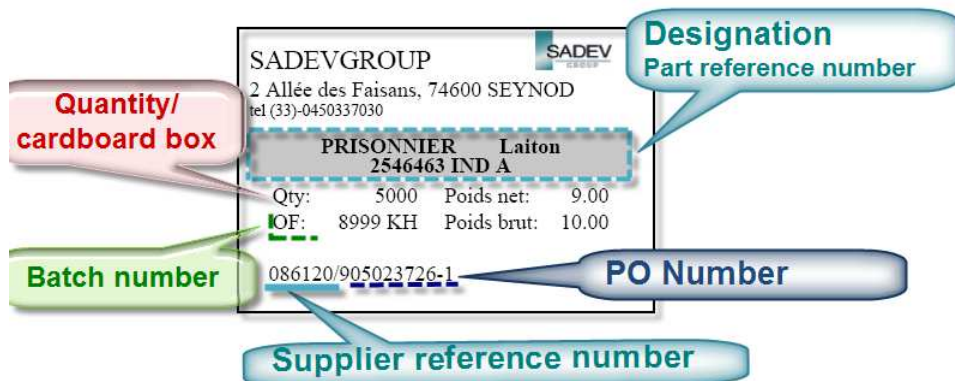 SADEVGROUP
SADEV
GROUP
2 Allée des Faisans, 74600 SEYNOD
tel (33)-0450337030
PRISONNIER Laiton
2546463 IND A
Qty: 5000 Poids net: 9.00
OF: 8999 KH Poids brut: 10.00
086120/905023726-1
Designation
Part reference number
Quantity/
cardboard box
Batch number
PO Number
Supplier reference number